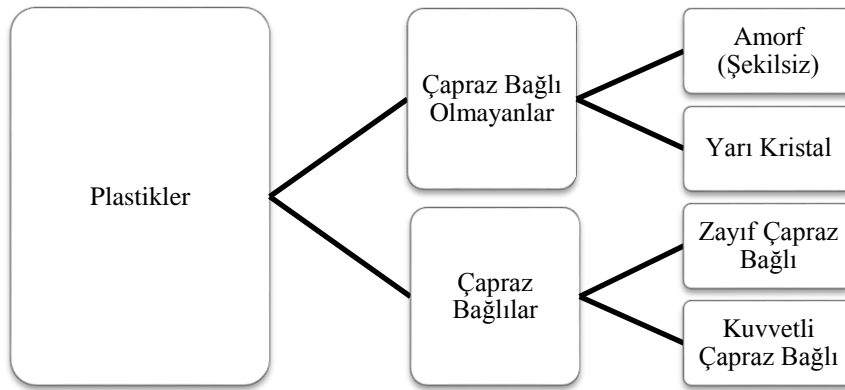 Plastikler
Çapraz Bağlı
Olmayanlar
Amorf
(Şekilsiz)
Yarı Kristal
Çapraz
Bağlılar
Zayıf Çapraz
Bağlı
Kuvvetli
Çapraz Bağlı